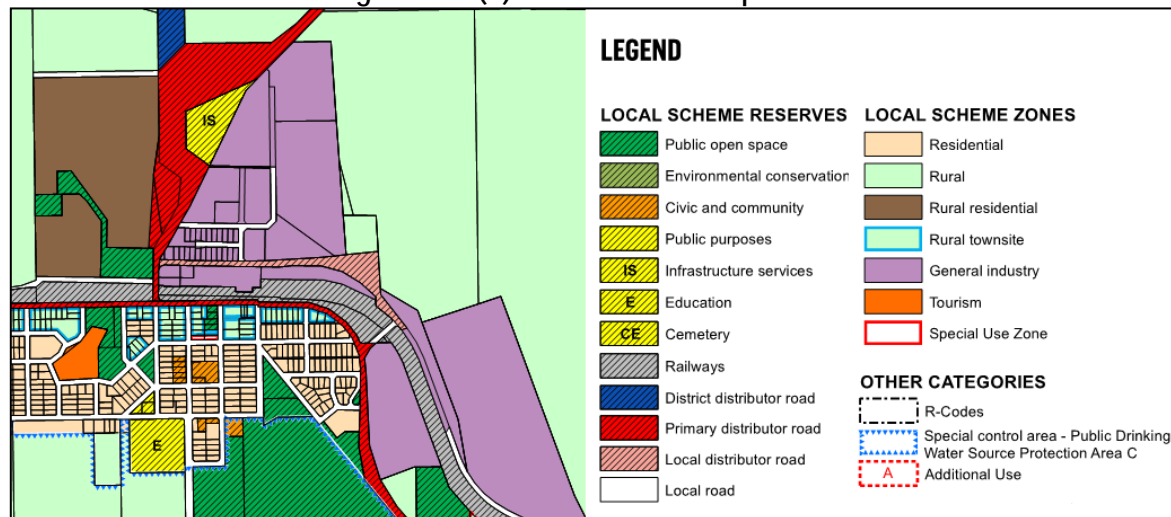 IS
E
LEGEND
LOCAL SCHEME RESERVES
Public open space
Environmental conservation
Civic and community
Public purposes
IS Infrastructure services
E Education
CE Cemetery
Railways
District distributor road
Primary distributor road
Local distributor road
Local road
LOCAL SCHEME ZONES
Residential
Rural
Rural residential
Rural townsite
General industry
Tourism
Special Use Zone
OTHER CATEGORIES
R-Codes
Special control area - Public Drinking
Water Source Protection Area C
A Additional Use